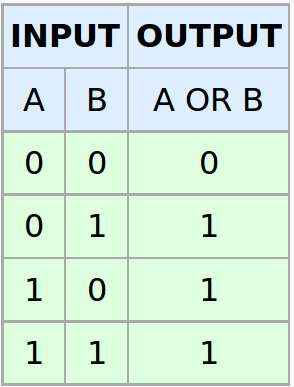 INPUT OUTPUT
A B A OR B
0 0 0
0 1 1
1 0 1
1 1 1